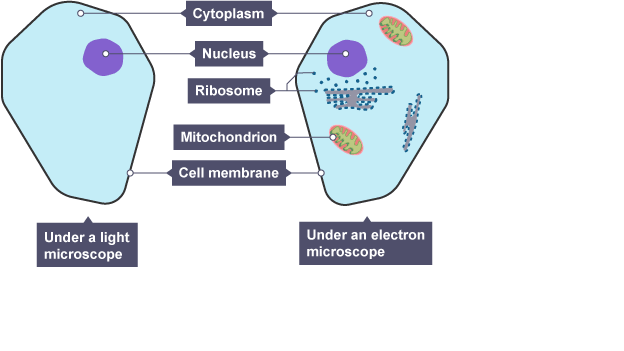 Cytoplasm
Nucleus
Ribosome
Mitochondrion
Cell membrane
Under a light
microscope
Under an electron
microscope